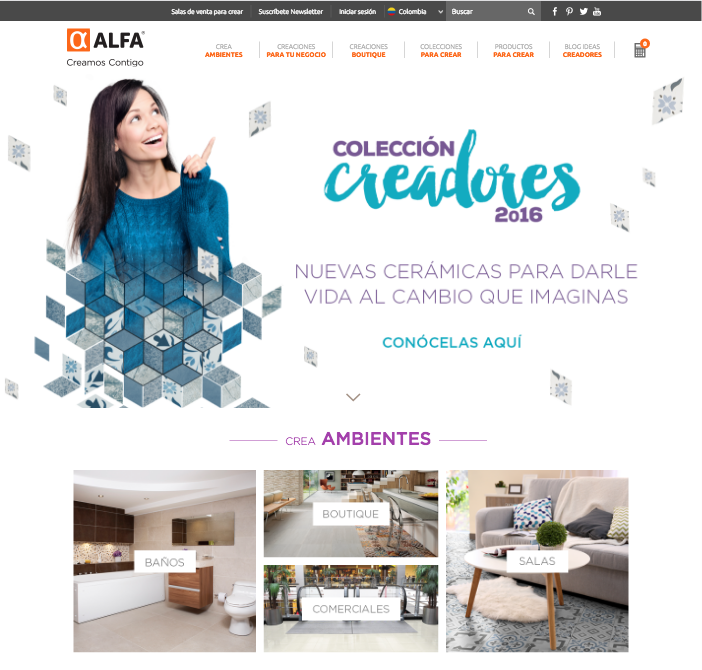 Salas de venta para crear
Suscríbete Newsletter
Iniciar sesión
Colombia
Buscar
α ALFA®
Creamos Contigo
CREA
AMBIENTES
CREACIONES
PARA TU NEGOCIO
CREACIONES
BOUTIQUE
COLECCIONES
PARA CREAR
PRODUCTOS
PARA CREAR
BLOG IDEAS
CREADORES
0
COLECCIÓN
creadores
2016
NUEVAS CERÁMICAS PARA DARLE
VIDA AL CAMBIO QUE IMAGINAS
CONÓCELAS AQUÍ
CREA AMBIENTES
BAÑOS
BOUTIQUE
COMERCIALES
SALAS